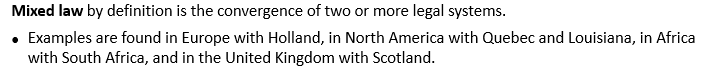 Mixed law by definition is the convergence of two or more legal systems.
• Examples are found in Europe with Holland, in North America with Quebec and Louisiana, in Africa
with South Africa, and in the United Kingdom with Scotland.